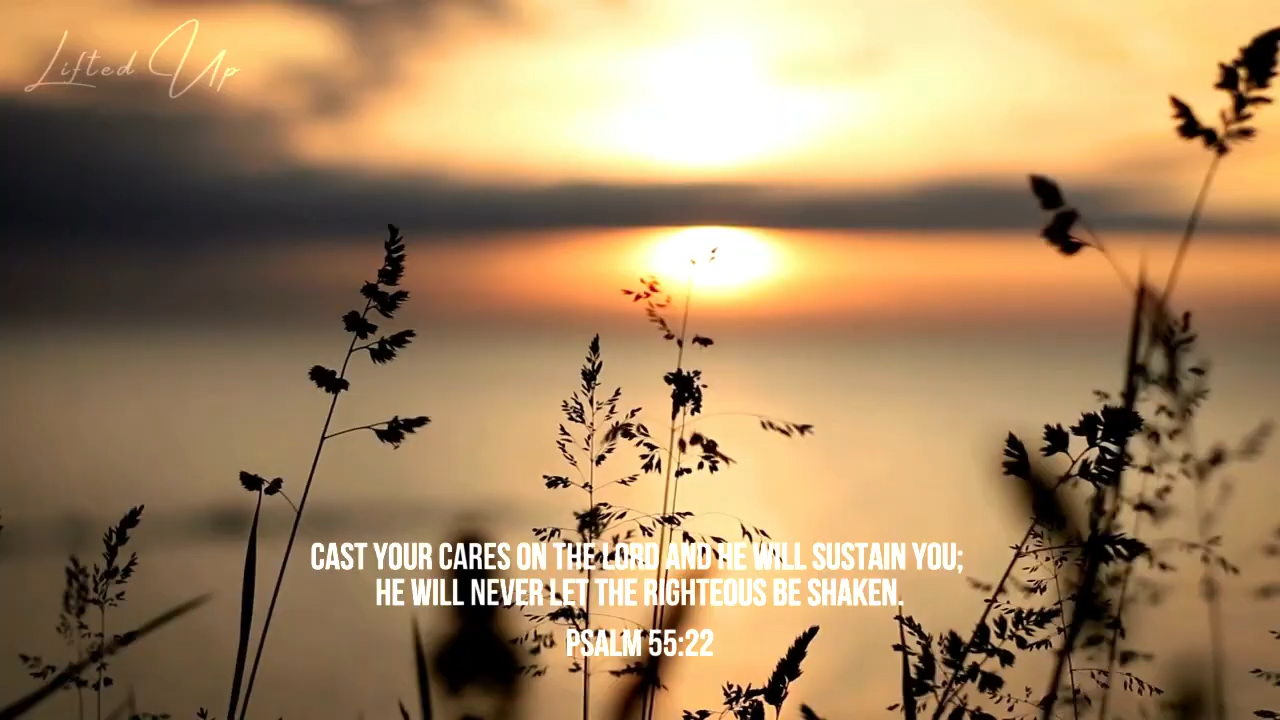 Lifted Up
CAST YOUR CARES ON THE LORD AND HE WILL SUSTAIN YOU;
HE WILL NEVER LET THE RIGHTEOUS BE SHAKEN.
PSALM 55:22